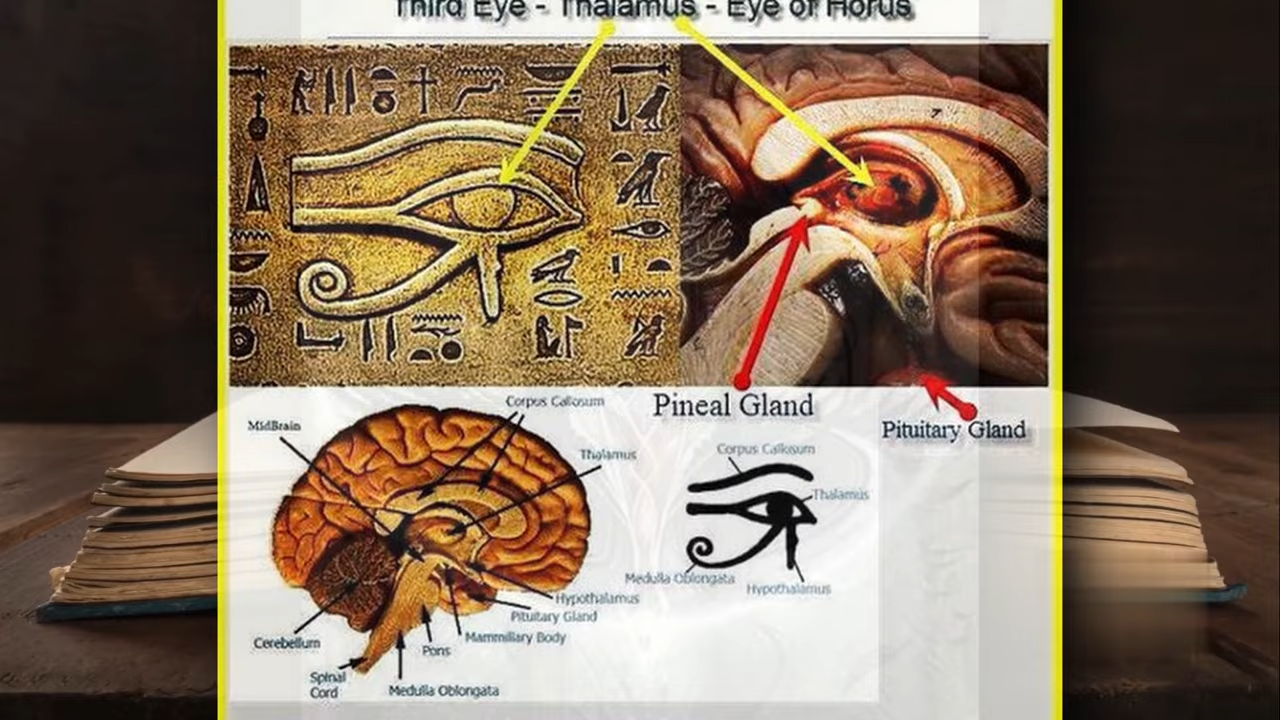 Third Eye - Thalamus - Eye of Horus
Pineal Gland
Pituitary Gland
Corpus Callosum
MidBrain
Thalamus
Hypothalamus
Pituitary Gland
Mammillary Body
Pons
Cerebellum
Spinal
Cord
Medulla Oblongata
Corpus Callosum
Thalamus
Medulla Oblongata
Hypothalamus